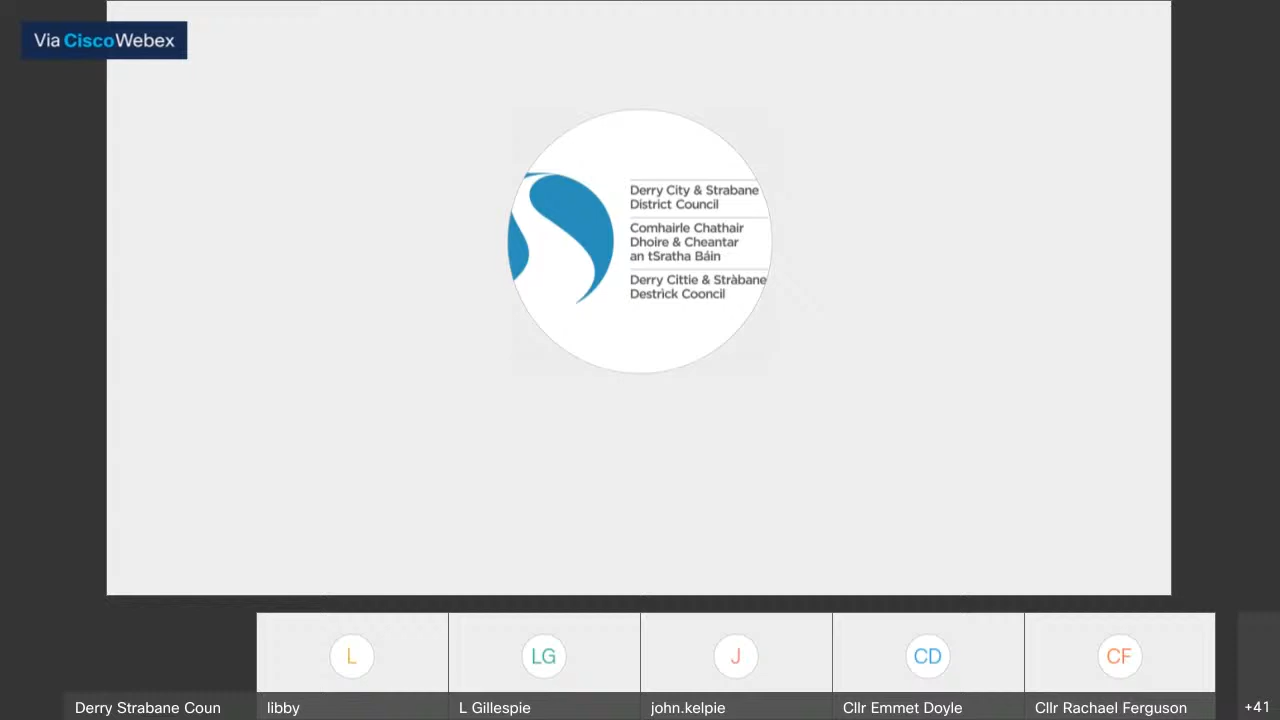 Via CiscoWebex
Derry City & Strabane
District Council
Comhairle Chathair
Dhoire & Cheantar
an tSratha Báin
Derry Cittie & Stràbane
Destrìck Cooncil
L
LG
J
CD
CF
Derry Strabane Coun
libby
L Gillespie
john.kelpie
Cllr Emmet Doyle
Cllr Rachael Ferguson
+41